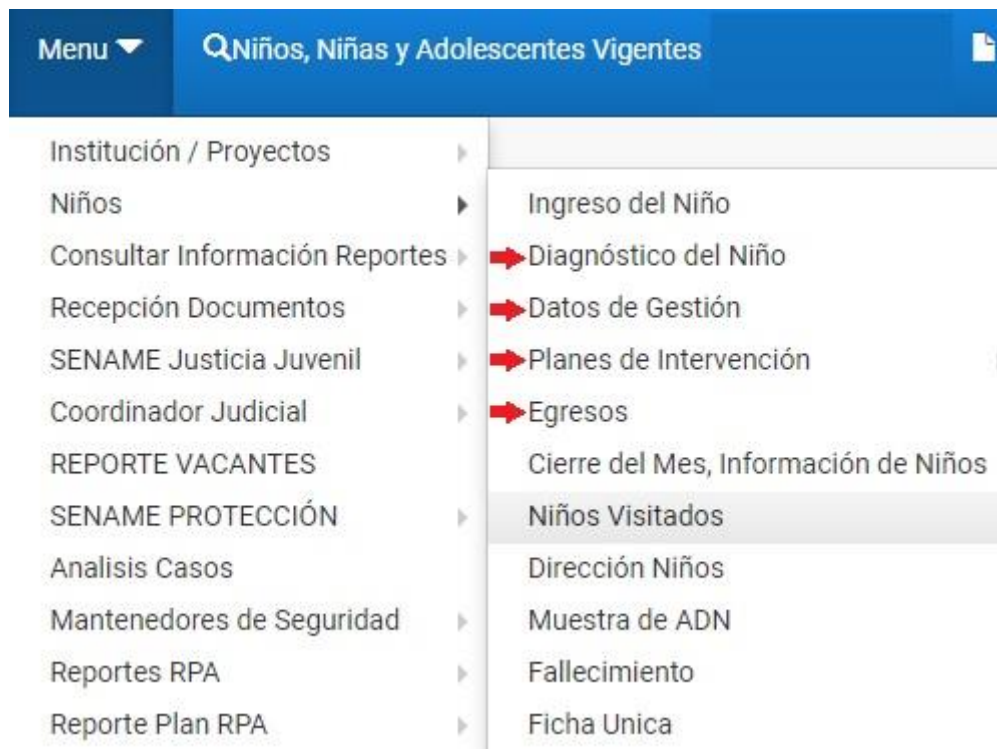 Menu
Niños, Niñas y Adolescentes Vigentes
Institución / Proyectos
Niños
Consultar Información Reportes
Recepción Documentos
SENAME Justicia Juvenil
Coordinador Judicial
REPORTE VACANTES
SENAME PROTECCIÓN
Analisis Casos
Mantenedores de Seguridad
Reportes RPA
Reporte Plan RPA
Ingreso del Niño
Diagnóstico del Niño
Datos de Gestión
Planes de Intervención
Egresos
Cierre del Mes, Información de Niños
Niños Visitados
Dirección Niños
Muestra de ADN
Fallecimiento
Ficha Unica